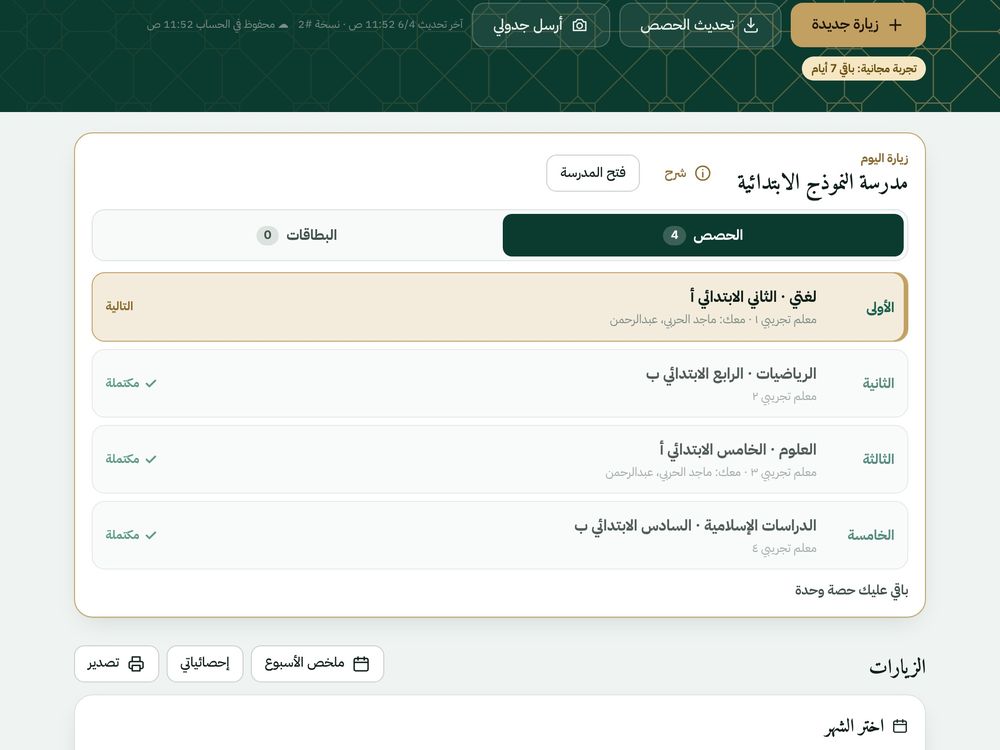 زيارة جديدة
تحديث الحصص
أرسل جدولي
آخر تحديث 6/4 11:52 ص · نسخة #2
محفوظ في الحساب 11:52 ص
تجربة مجانية: باقي 7 أيام
زيارة اليوم
مدرسة النموذج الابتدائية
شرح
فتح المدرسة
الحصص 4
البطاقات 0
الأولى
لغتي · الثاني الابتدائي أ
معلم تجريبي ١ · معك: ماجد الحربي، عبدالرحمن
التالية
الثانية
الرياضيات · الرابع الابتدائي ب
معلم تجريبي ٢
مكتملة
الثالثة
العلوم · الخامس الابتدائي أ
معلم تجريبي ٣ · معك: ماجد الحربي، عبدالرحمن
مكتملة
الخامسة
الدراسات الإسلامية · السادس الابتدائي ب
معلم تجريبي ٤
مكتملة
باقي عليك حصة وحدة
الزيارات
ملخص الأسبوع
إحصائياتي
تصدير
اختر الشهر